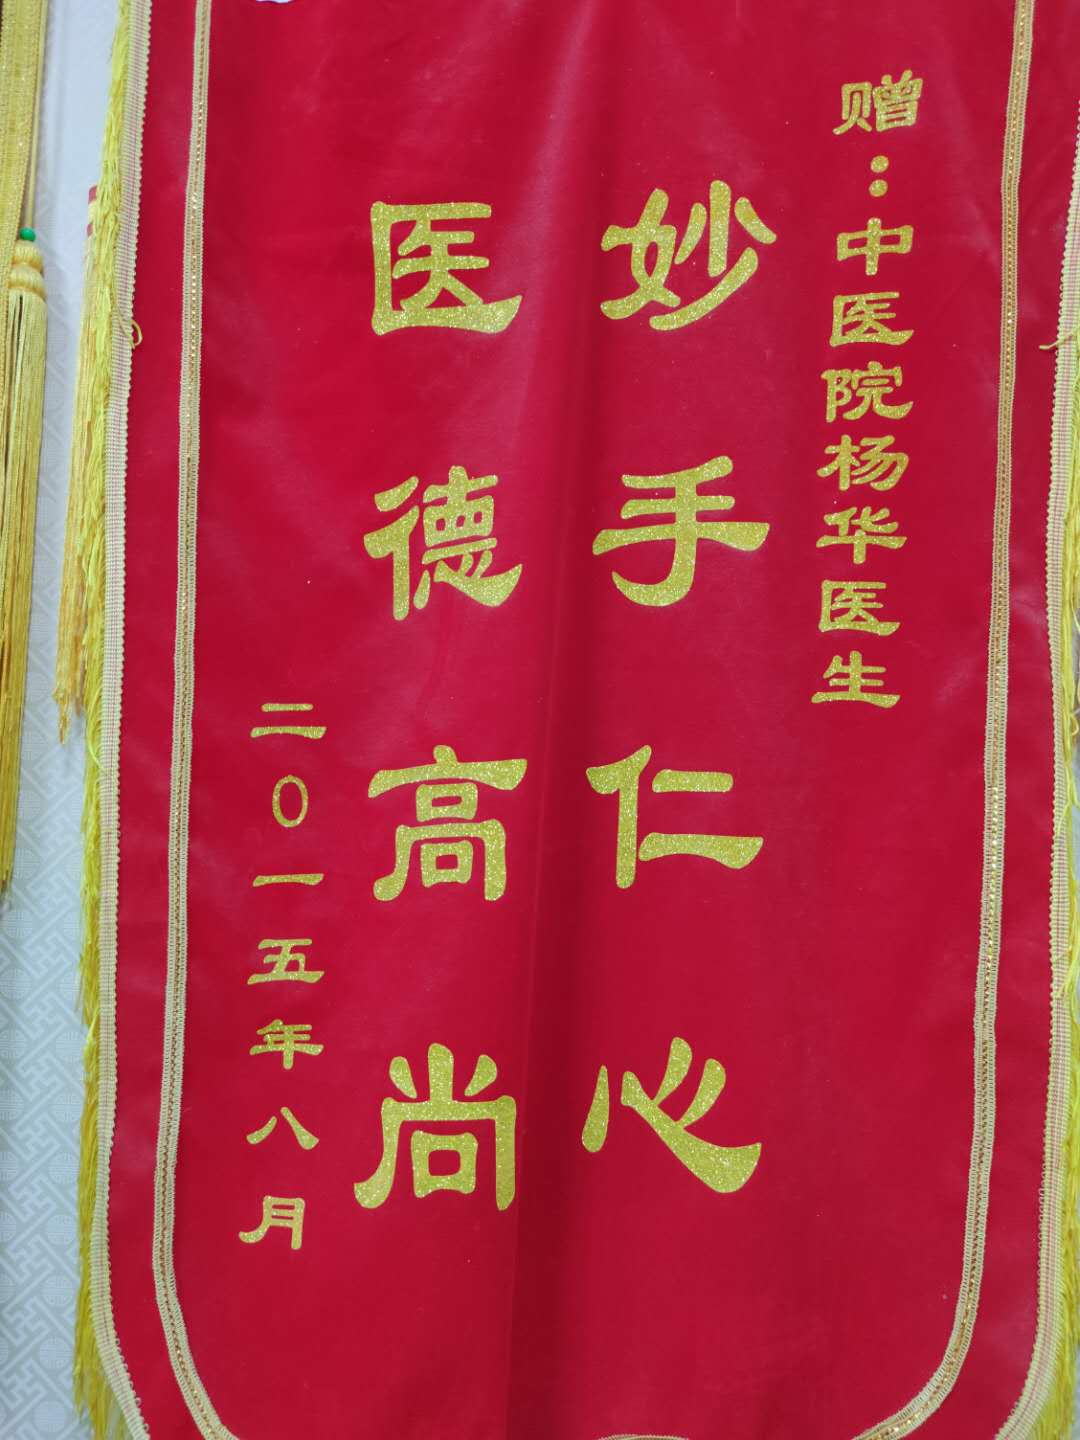 赠：中医院杨华医生
妙手仁心
医德高尚
二〇一五年八月